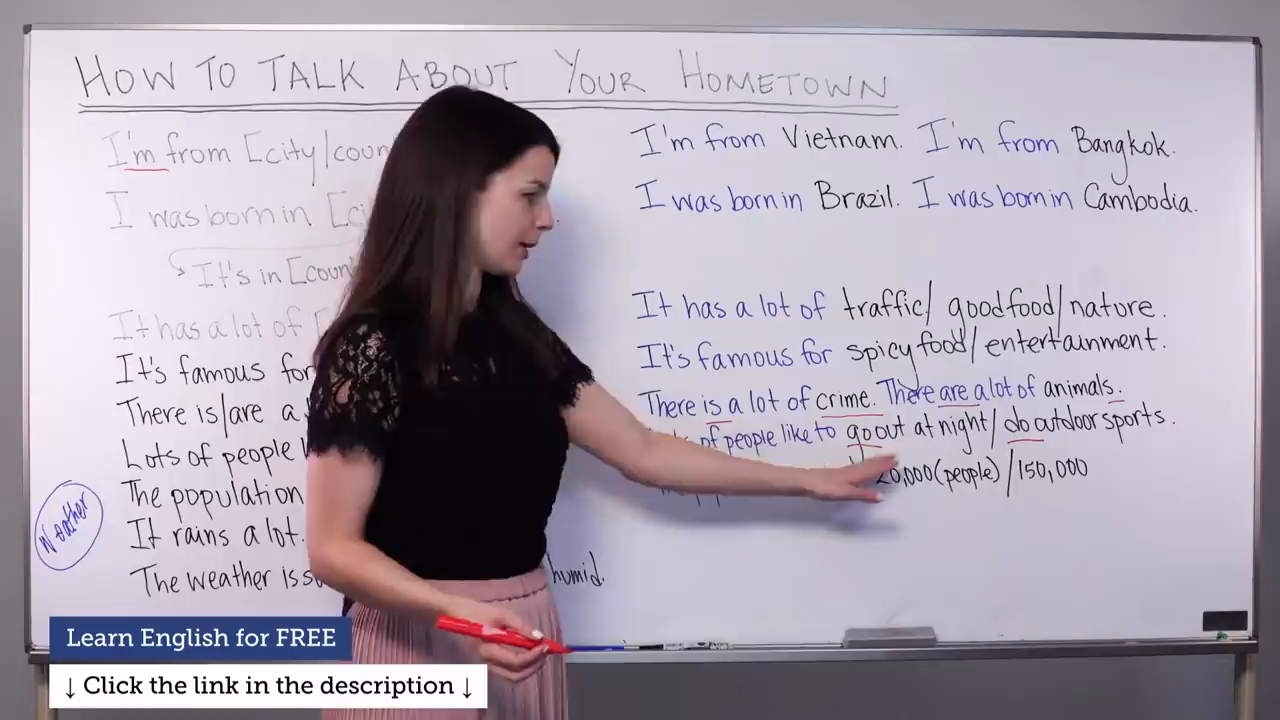 HOW TO TALK ABOUT YOUR HOMETOWN
I'm from [city/coun
I was born in [ci
It's in [coun
It has a lot of [
It's famous for
There is/are a
Lots of people
The population
It rains a lot.
The weather is so
humid.
Weather
I'm from Vietnam. I'm from Bangkok.
I was born in Brazil. I was born in Cambodia.
It has a lot of traffic/ good food/nature.
It's famous for spicy food/entertainment.
There is a lot of crime. There are a lot of animals.
of people like to go out at night/ do outdoor sports.
20,000(people)/150,000
Learn English for FREE
↓ Click the link in the description ↓